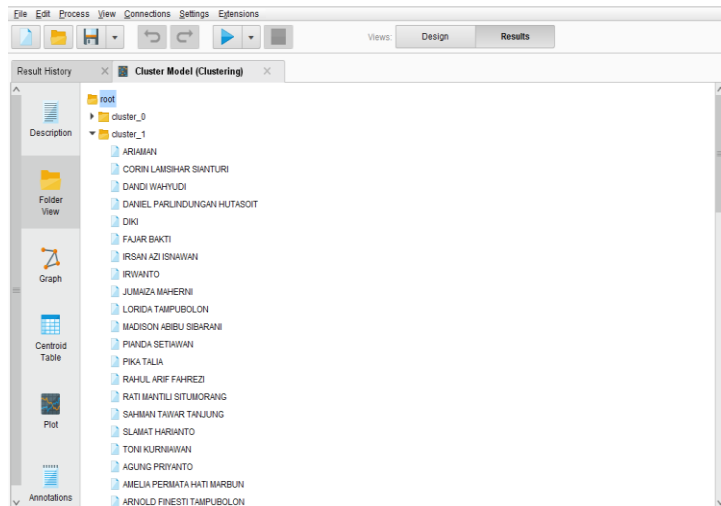 File Edit Process View Connections Settings Extensions
Views: Design Results
Result History Cluster Model (Clustering)
Description
Folder View
Graph
Centroid Table
Plot
Annotations
root
cluster_0
cluster_1
ARIAMAN
CORIN LAMSIHAR SIANTURI
DANDI WAHYUDI
DANIEL PARLINDUNGAN HUTASOIT
DIKI
FAJAR BAKTI
IRSAN AZI ISNAWAN
IRWANTO
JUMAIZA MAHERNI
LORIDA TAMPUBOLON
MADISON ABIBU SIBARANI
PIANDA SETIAWAN
PIKA TALIA
RAHUL ARIF FAHREZI
RATI MANTILI SITUMORANG
SAHMAN TAWAR TANJUNG
SLAMAT HARIANTO
TONI KURNIAWAN
AGUNG PRIYANTO
AMELIA PERMATA HATI MARBUN
ARNOLD FINESTI TAMPUBOLON